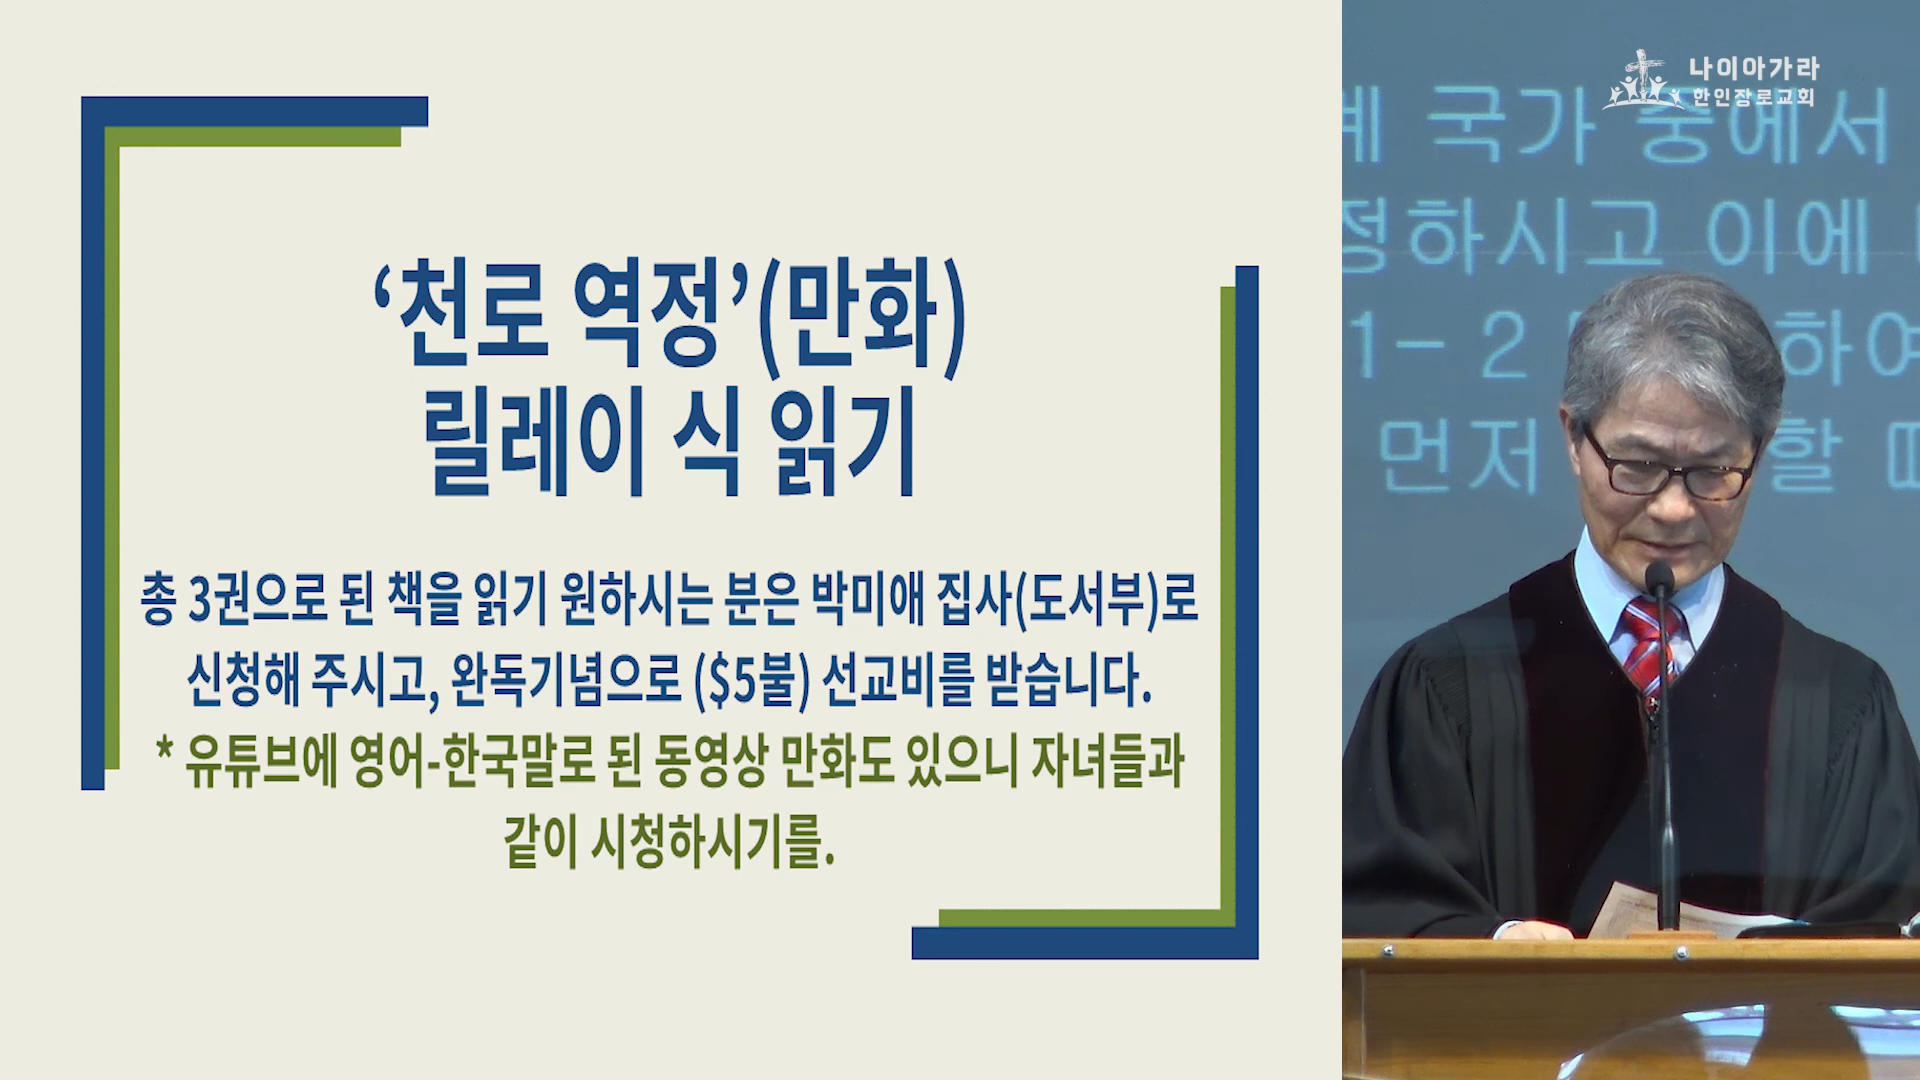 ‘천로 역정’(만화)
릴레이 식 읽기
총 3권으로 된 책을 읽기 원하시는 분은 박미애 집사(도서부)로
신청해 주시고, 완독기념으로 ($5불) 선교비를 받습니다.
* 유튜브에 영어-한국말로 된 동영상 만화도 있으니 자녀들과
같이 시청하시기를.
나이아가라
한인장로교회
국가 중에서
정하시고 이에
1-2 하여
먼저 할